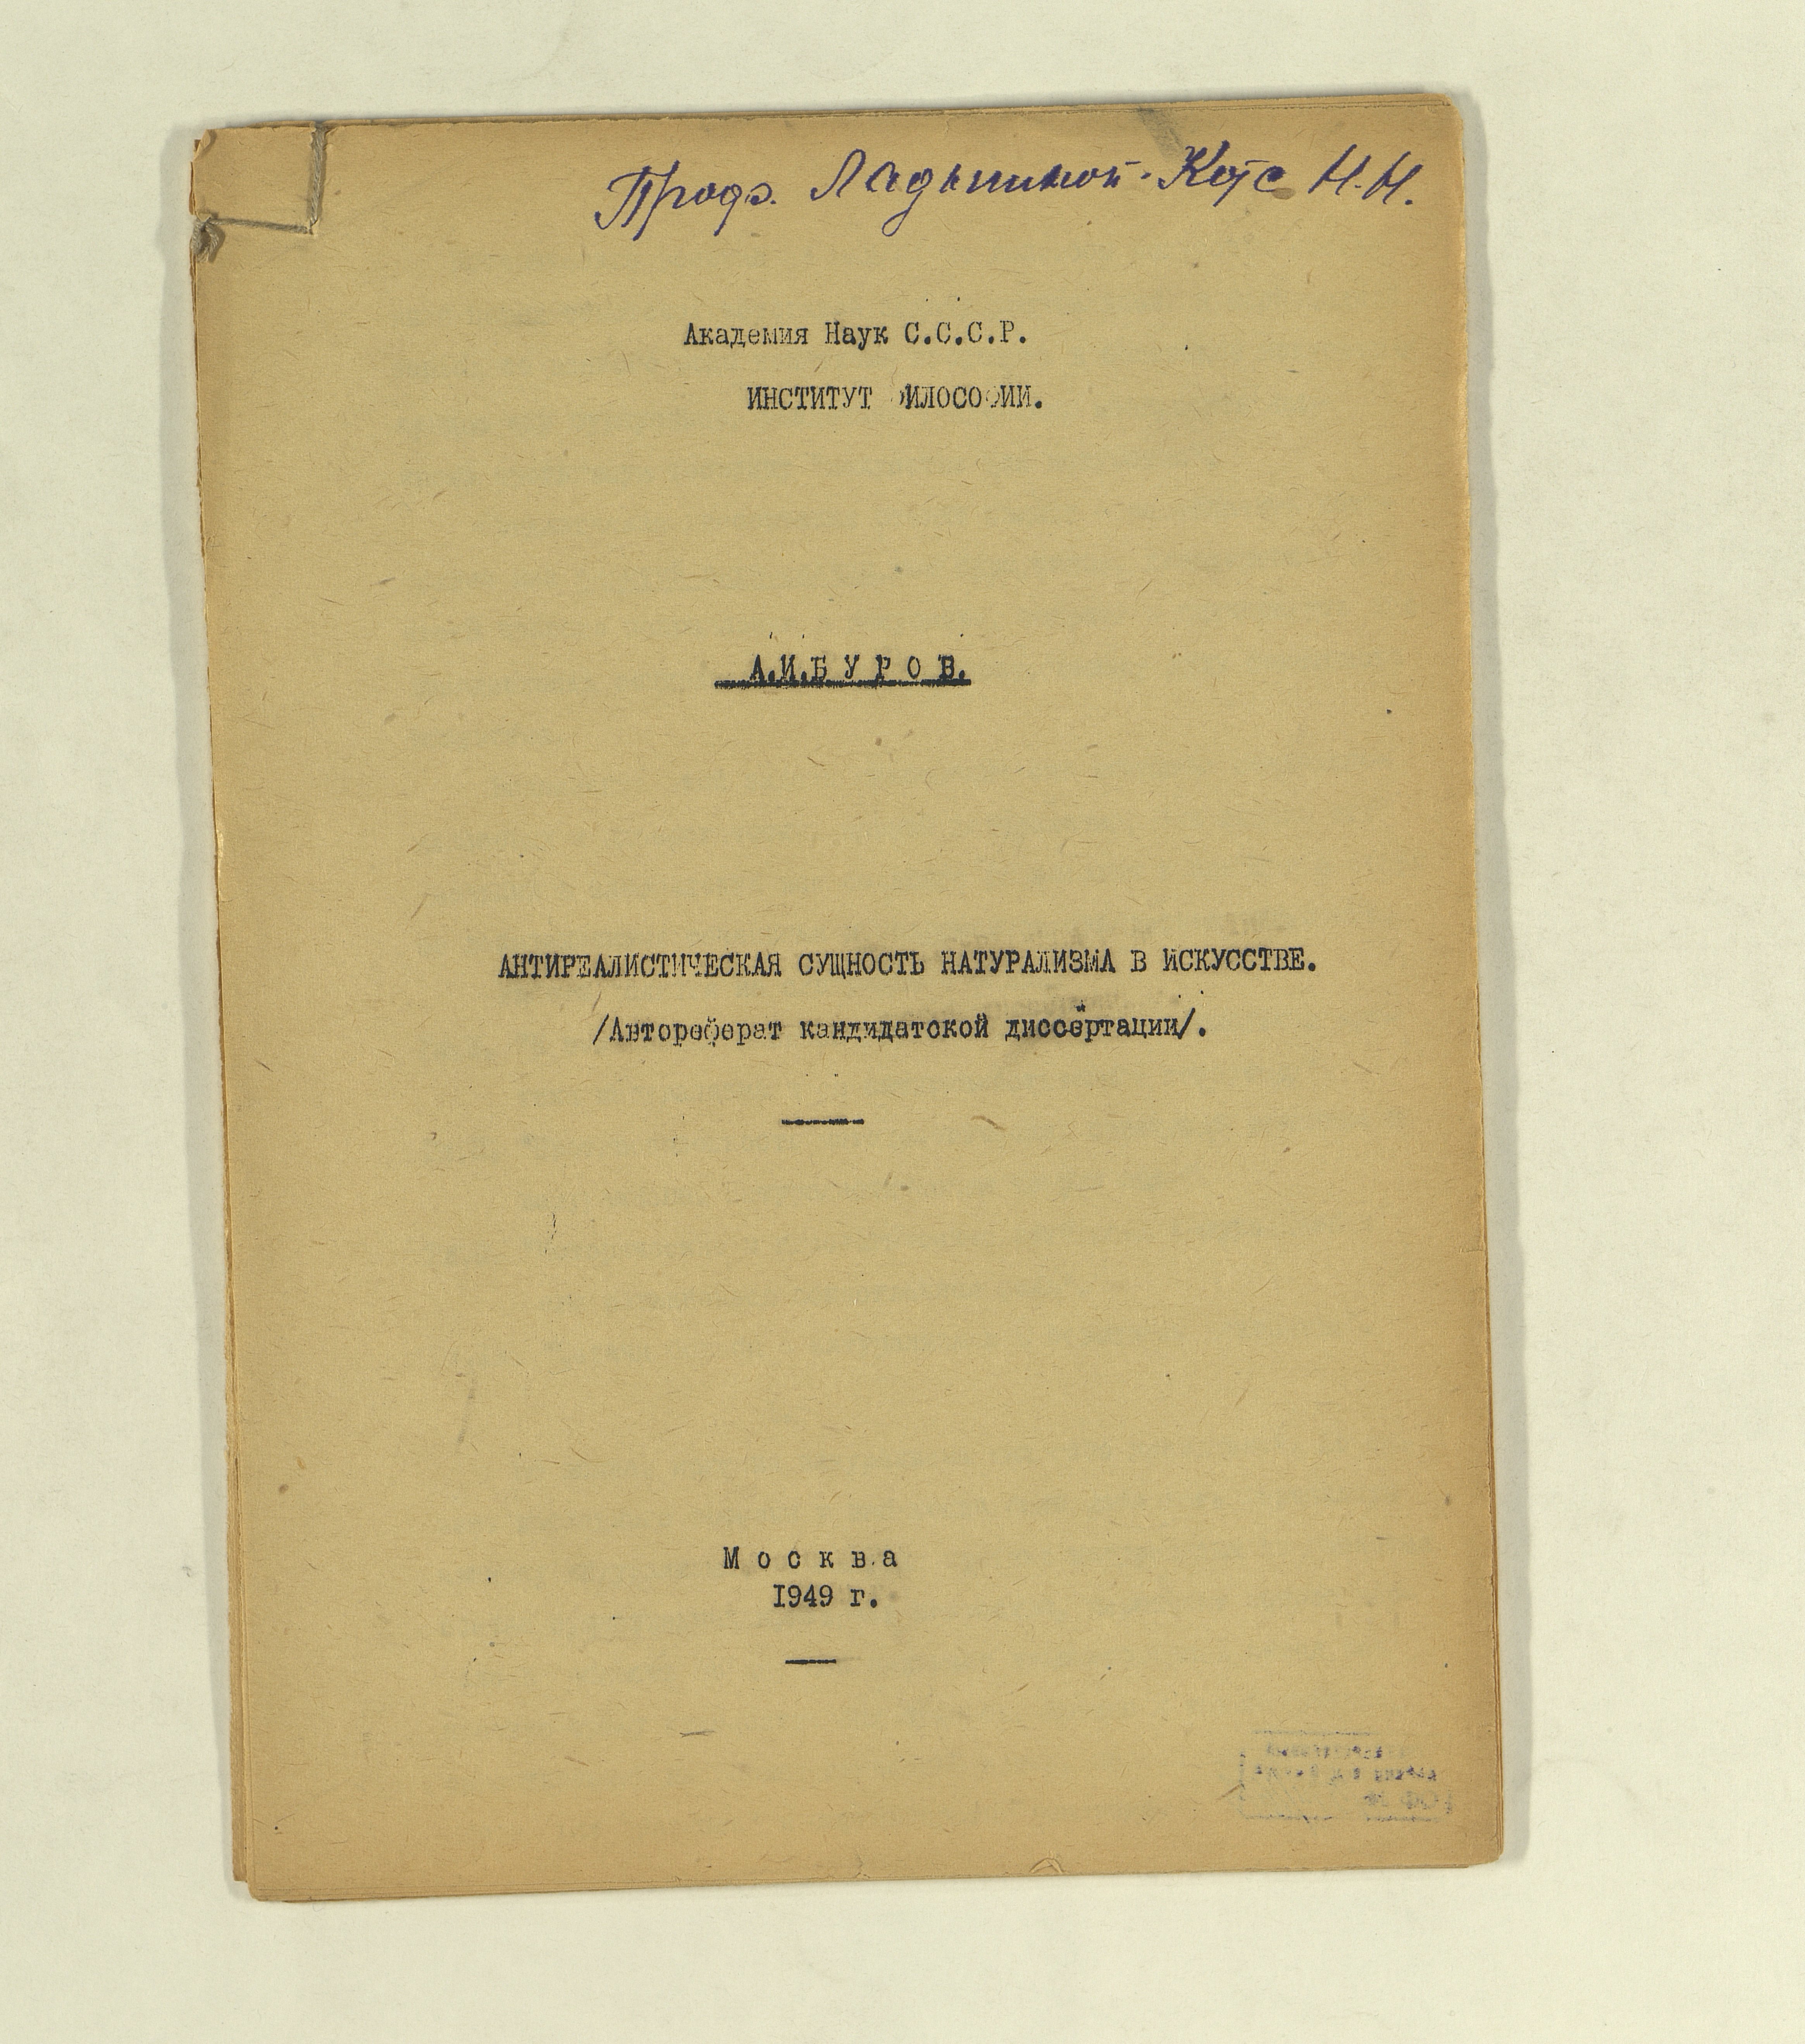 Проф. Ладыгиной-Котс Н.Н.
Академия Наук С.С.С.Р.
ИНСТИТУТ ФИЛОСОФИИ.
А.И.БУРОВ.
АНТИРЕАЛИСТИЧЕСКАЯ СУЩНОСТЬ НАТУРАЛИЗМА В ИСКУССТВЕ.
/Автореферат кандидатской диссертации/.
Москва
1949 г.